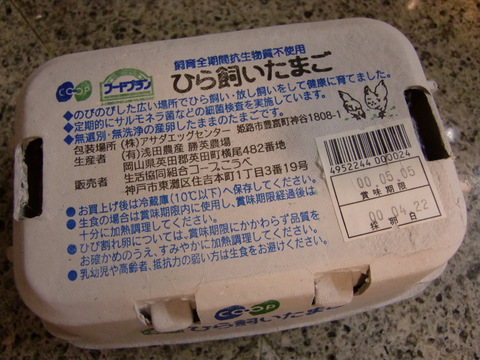 飼育全期間抗生物質不使用
CO-OP
フードプラン
ひら飼いたまご
◆のびのびした広い場所でひら飼い・放し飼いをして健康に育てました。
◆定期的にサルモネラ菌などの細菌検査を実施しています。
◆無選別・無洗浄の産卵したままのたまごです。
包装場所 (株)アサダエッグセンター 姫路市豊富町神谷1808-1
生産者 (有)浅田農産 勝英農場
岡山県英田郡英田町横尾482番地
販売者 生活協同組合コープこうべ
神戸市東灘区住吉本町1丁目3番19号
●お買上げ後は冷蔵庫(10℃以下)へ保存してください。
●生食の場合は賞味期限内に使用し、賞味期限経過後は
十分に加熱調理してください。
●ひび割れ卵については、賞味期限にかかわらず品質を
お確かめのうえ、すみやかに加熱調理してください。
●乳幼児や高齢者、抵抗力の弱い方は生食をお避けください。
4952244 000024
00.05.05
賞味期限
00.04.22
採卵日
CO-OP
ひら飼いたまご